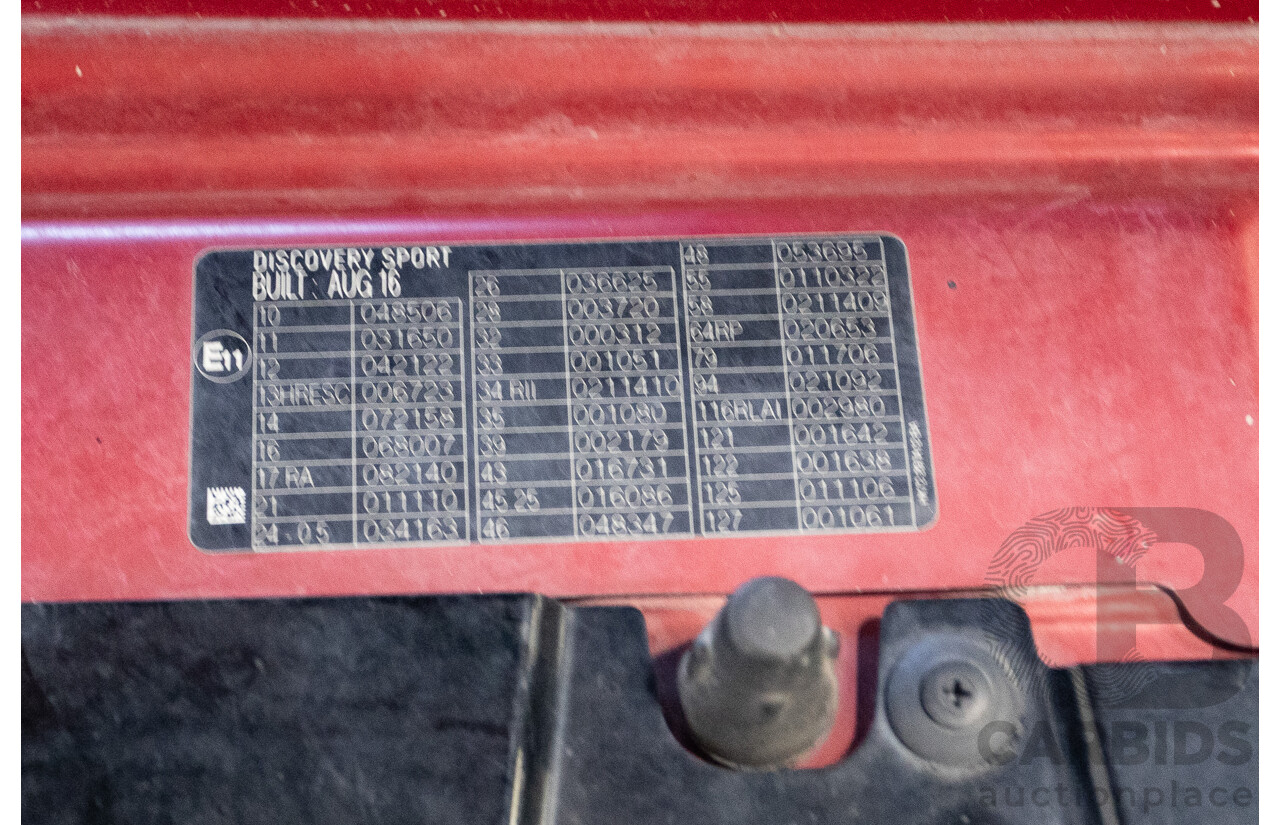 DISCOVERY SPORT
BUILT : AUG 16
E11
10 048506
11 031650
12 042122
13HRESC 006723
14 072158
16 068007
17 RA 082140
21 011110
24 - 0.5 034163
26 036625
28 003720
32 000312
33 001051
34 RII 0211410
35 001080
39 002179
43 016731
45 25 016086
46 048347
48 053695
55 0110322
58 0211409
64RP 020653
79 011706
94 021092
116RLAI 002980
121 001642
122 001638
125 011106
127 001061
CARBIDS
auctionplace